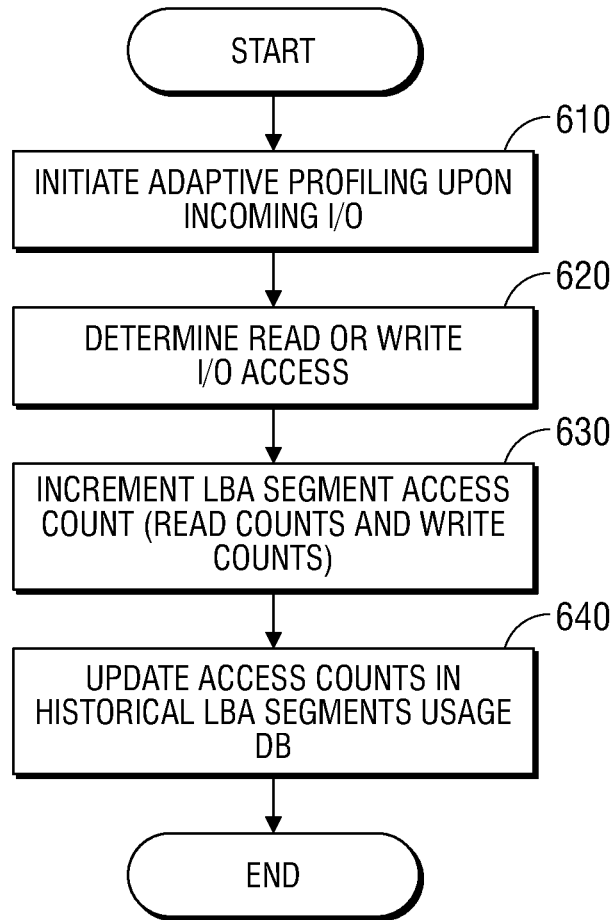 START
610
INITIATE ADAPTIVE PROFILING UPON
INCOMING I/O
620
DETERMINE READ OR WRITE
I/O ACCESS
630
INCREMENT LBA SEGMENT ACCESS
COUNT (READ COUNTS AND WRITE
COUNTS)
640
UPDATE ACCESS COUNTS IN
HISTORICAL LBA SEGMENTS USAGE
DB
END